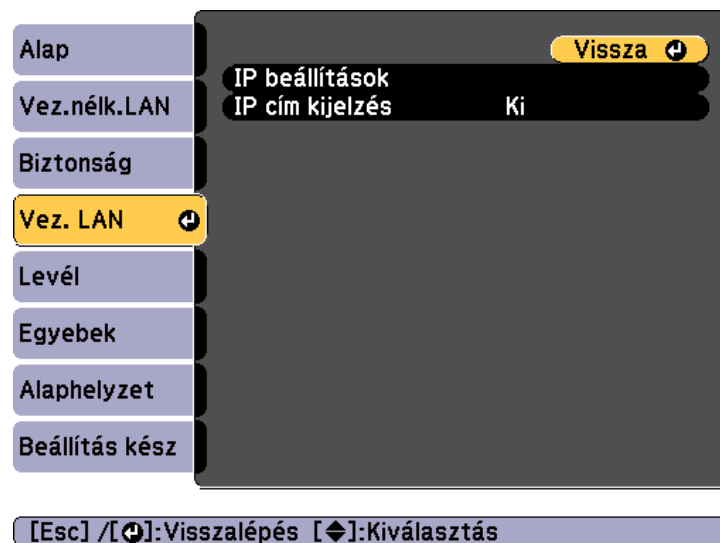 Alap
Vez.nélk.LAN
Biztonság
Vez. LAN
Levél
Egyebek
Alaphelyzet
Beállítás kész
Vissza
IP beállítások
IP cím kijelzés Ki
[Esc] /[⏎]:Visszalépés [◆]:Kiválasztás